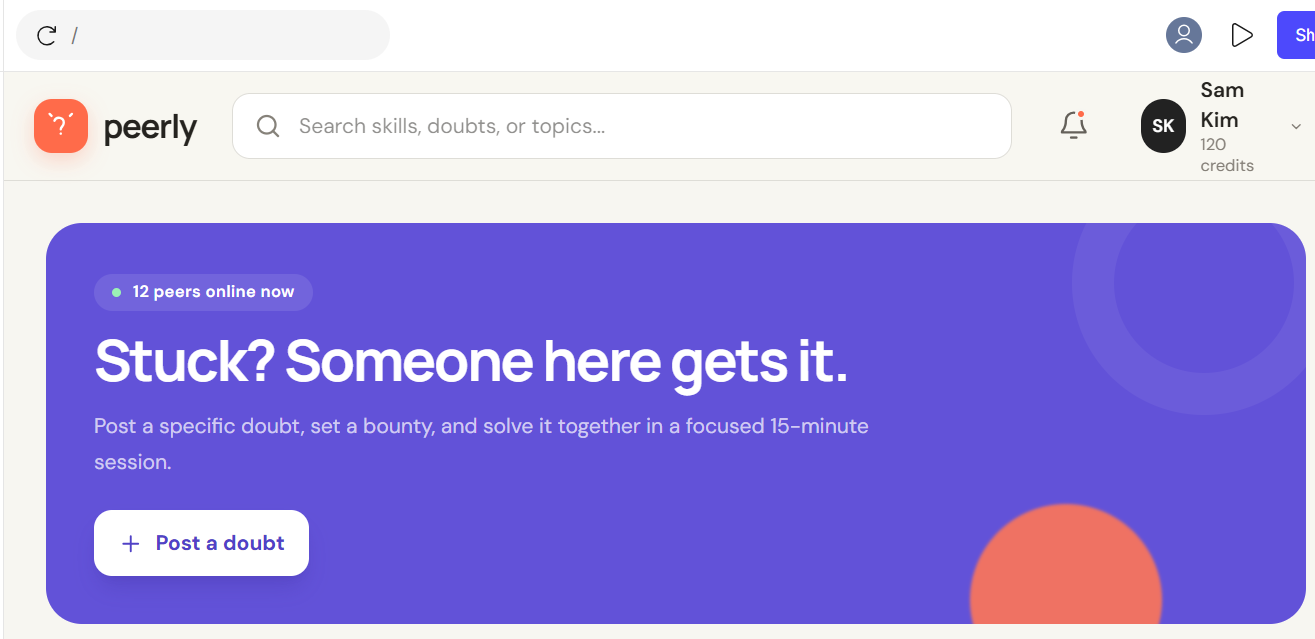 /
Sh
?
peerly
Search skills, doubts, or topics...
SK
Sam
Kim
120
credits
12 peers online now
Stuck? Someone here gets it.
Post a specific doubt, set a bounty, and solve it together in a focused 15-minute
session.
+ Post a doubt